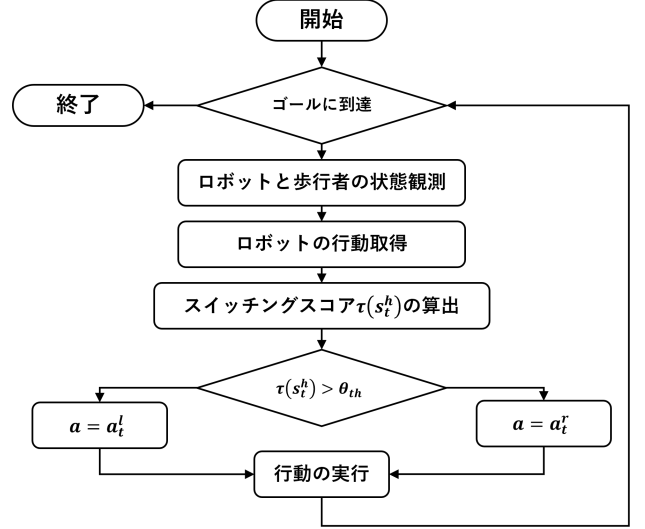 開始
ゴールに到達
終了
ロボットと歩行者の状態観測
ロボットの行動取得
スイッチングスコアτ(s_t^h)の算出
τ(s_t^h) > θ_th
a = a_t^l
a = a_t^r
行動の実行